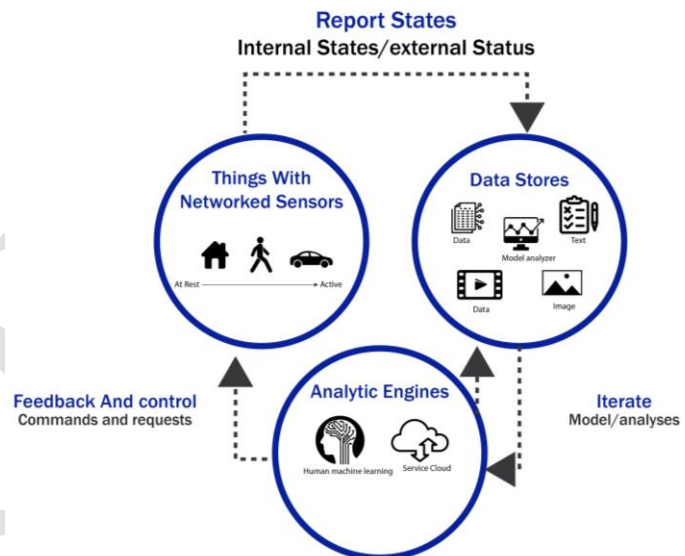 Report States
Internal States/external Status
Things With
Networked Sensors
At Rest
Active
Data Stores
Data
Model analyzer
Text
Data
Image
Feedback And control
Commands and requests
Analytic Engines
Human machine learning
Service Cloud
Iterate
Model/analyses